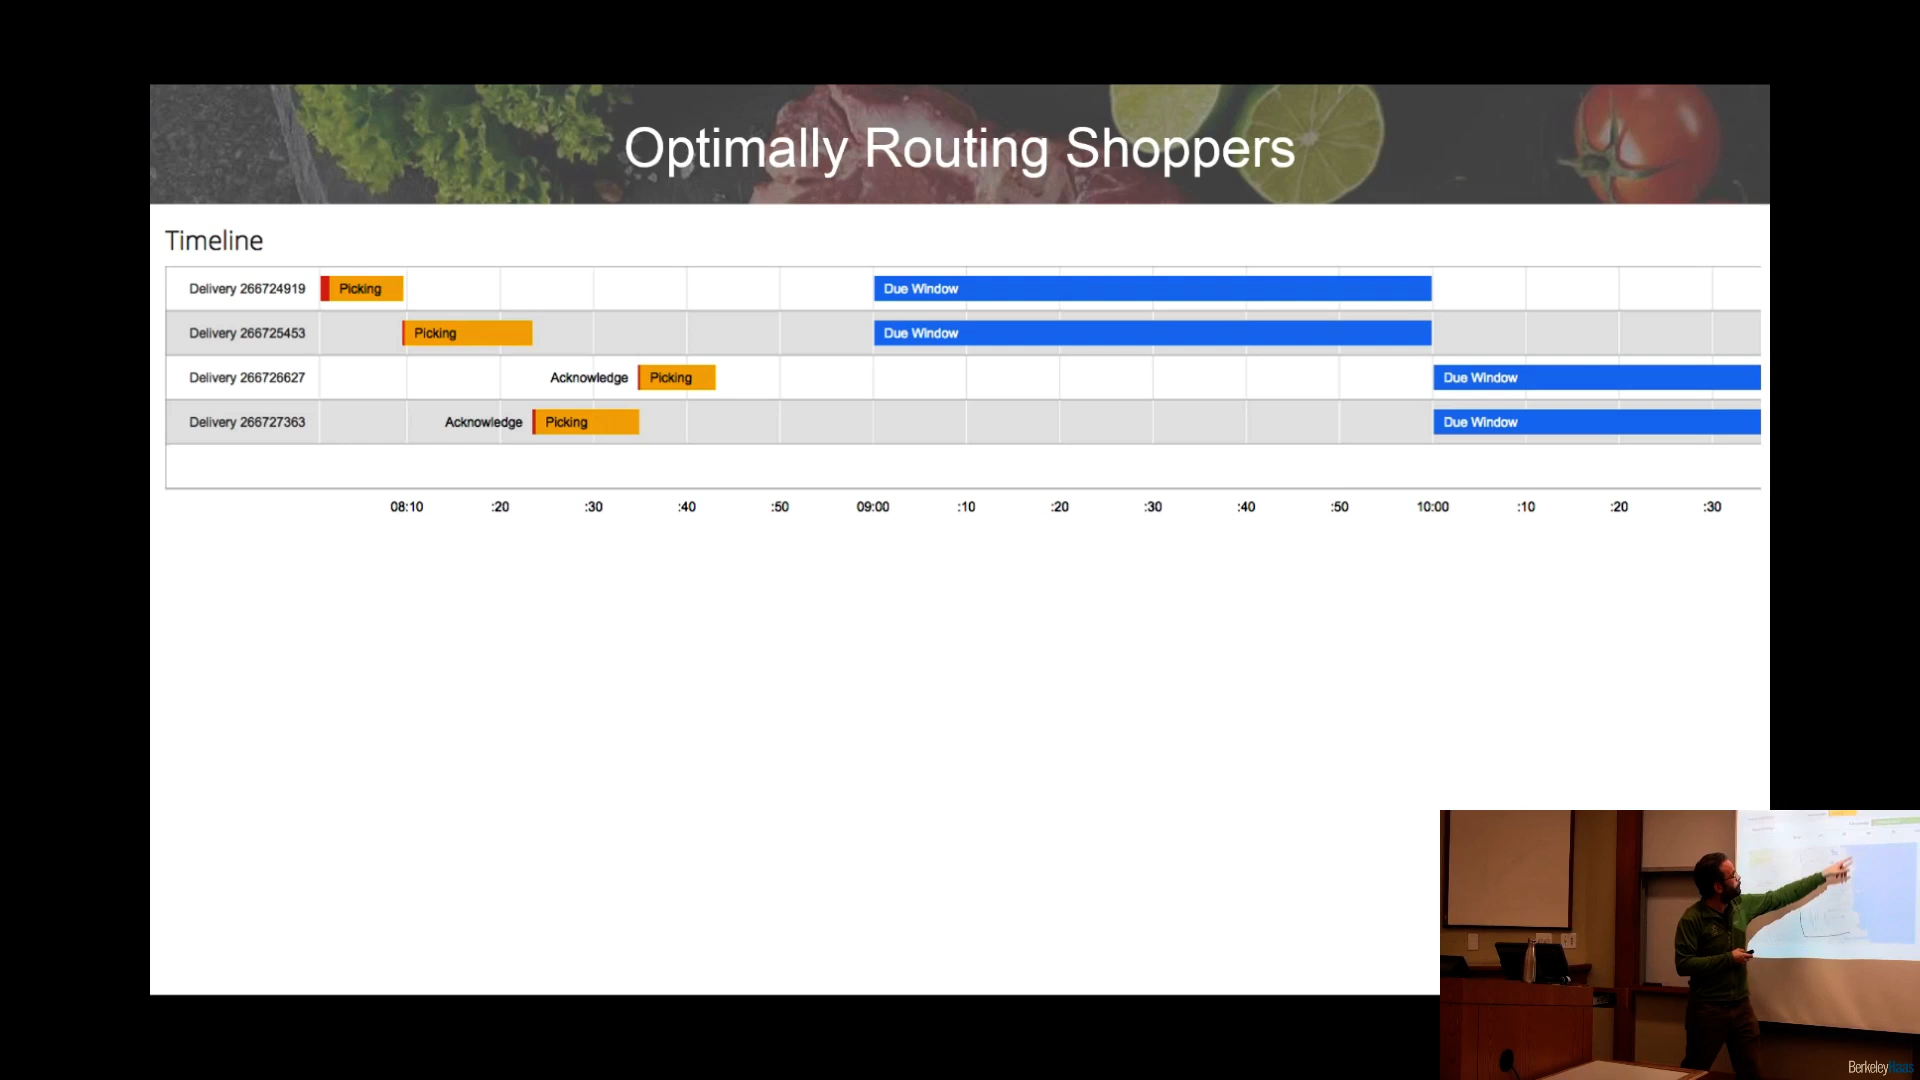 Optimally Routing Shoppers
Timeline
Delivery 266724919 Picking Due Window
Delivery 266725453 Picking Due Window
Delivery 266726627 Acknowledge Picking Due Window
Delivery 266727363 Acknowledge Picking Due Window
08:10 :20 :30 :40 :50 09:00 :10 :20 :30 :40 :50 10:00 :10 :20 :30
BerkeleyHaas